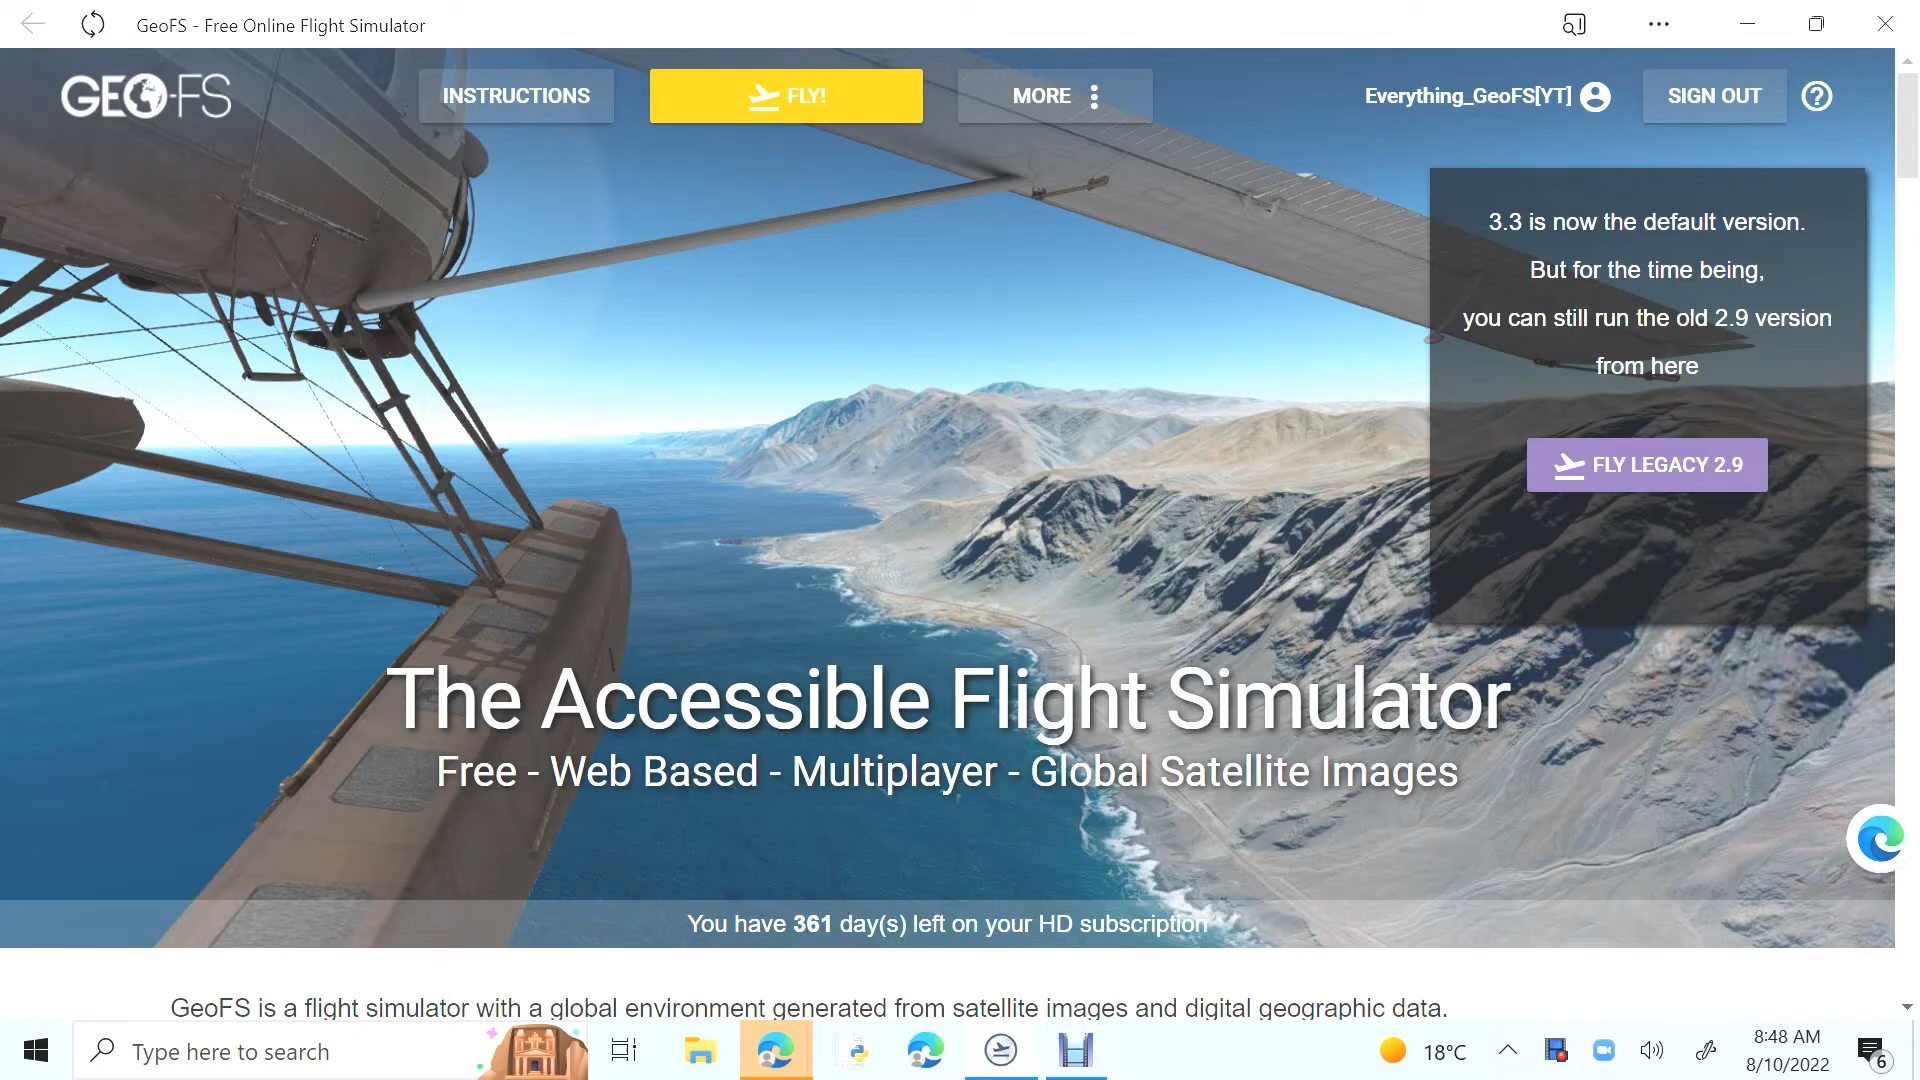 GeoFS - Free Online Flight Simulator
GEO-FS
INSTRUCTIONS
FLY!
MORE
Everything_GeoFS[YT]
SIGN OUT
3.3 is now the default version.
But for the time being,
you can still run the old 2.9 version
from here
FLY LEGACY 2.9
The Accessible Flight Simulator
Free - Web Based - Multiplayer - Global Satellite Images
You have 361 day(s) left on your HD subscription
GeoFS is a flight simulator with a global environment generated from satellite images and digital geographic data.
Type here to search
18°C
8:48 AM
8/10/2022
6